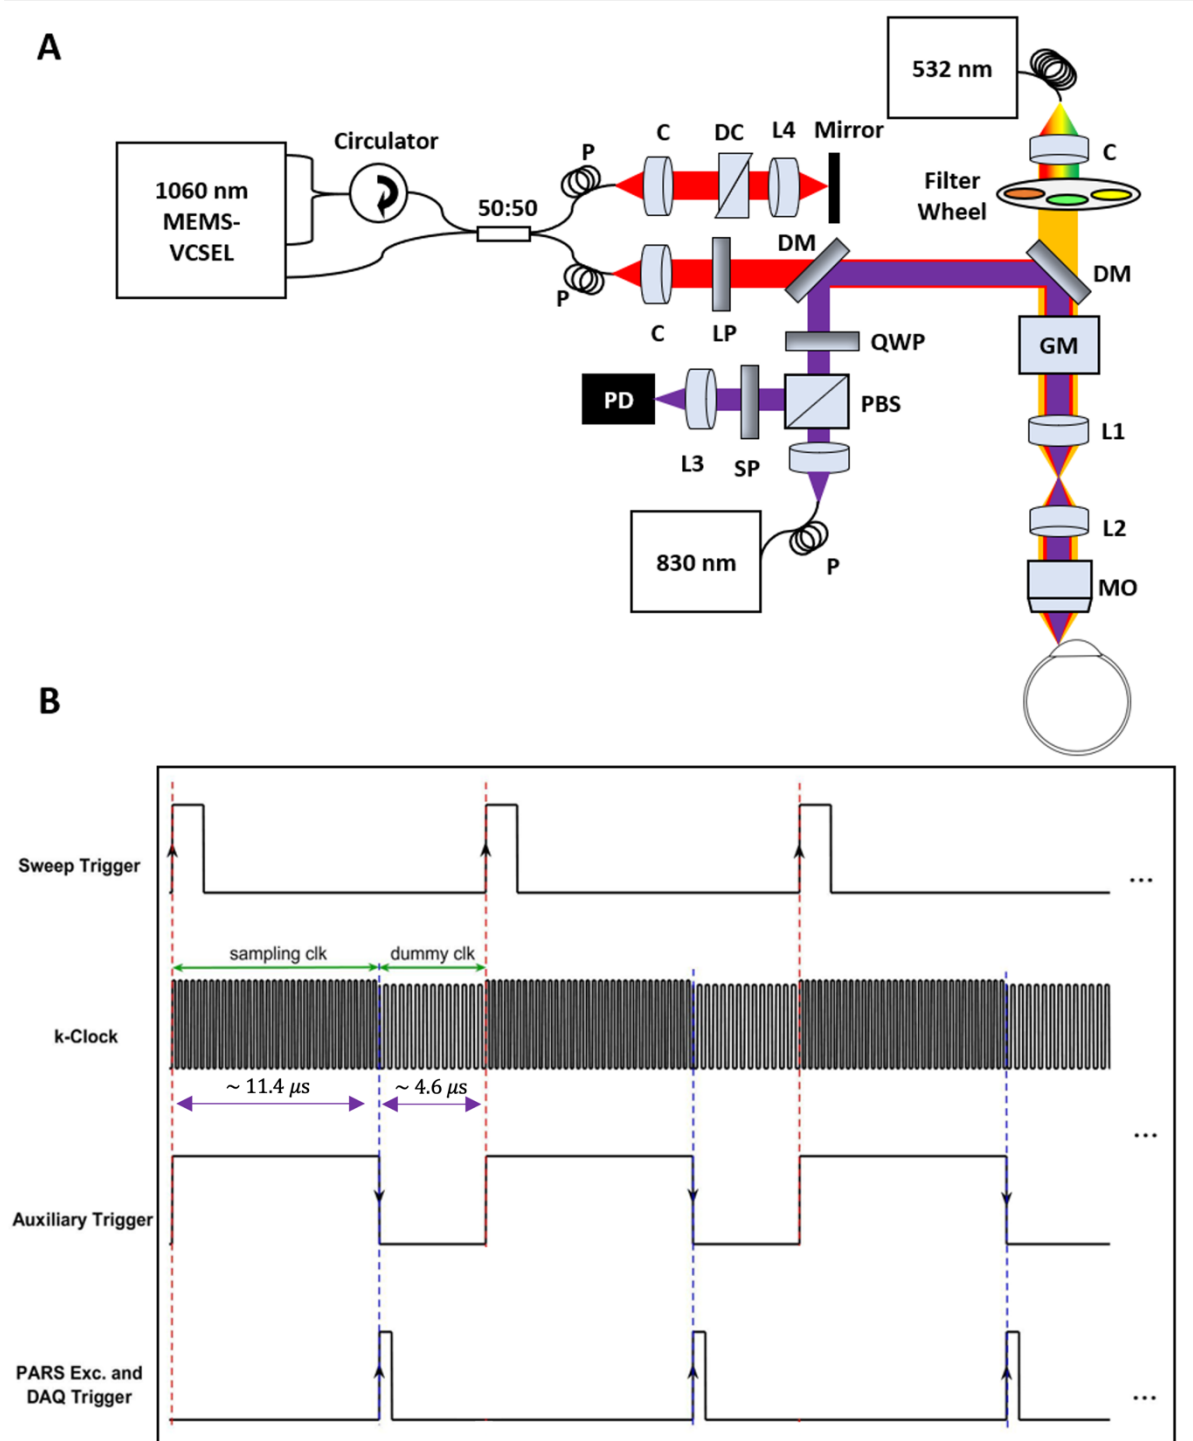 A
532 nm
Circulator
C
DC
L4
Mirror
P
C
1060 nm
MEMS-
VCSEL
50:50
Filter
Wheel
DM
DM
P
C
LP
QWP
GM
PD
PBS
L1
L3
SP
L2
830 nm
P
MO
B
Sweep Trigger
...
sampling clk
dummy clk
k-Clock
~ 11.4 μs
~ 4.6 μs
...
Auxiliary Trigger
PARS Exc. and
DAQ Trigger
...